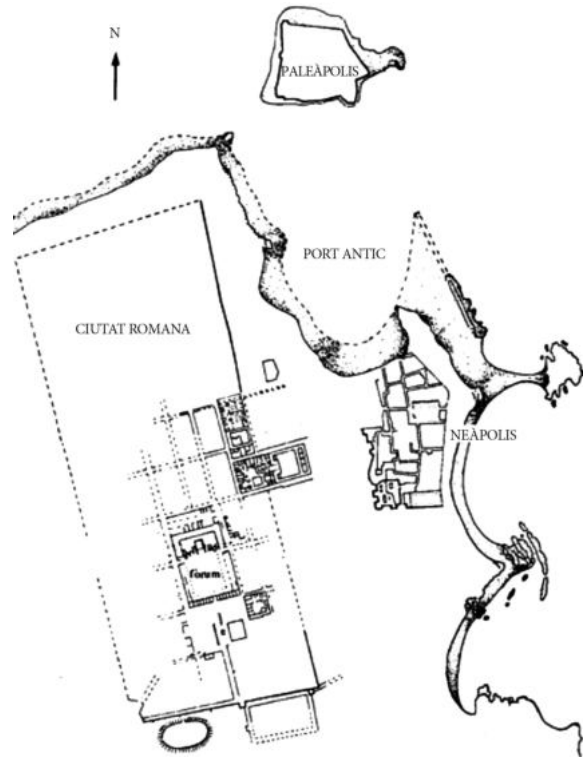 N
PALEÀPOLIS
PORT ANTIC
CIUTAT ROMANA
NEÀPOLIS
forum